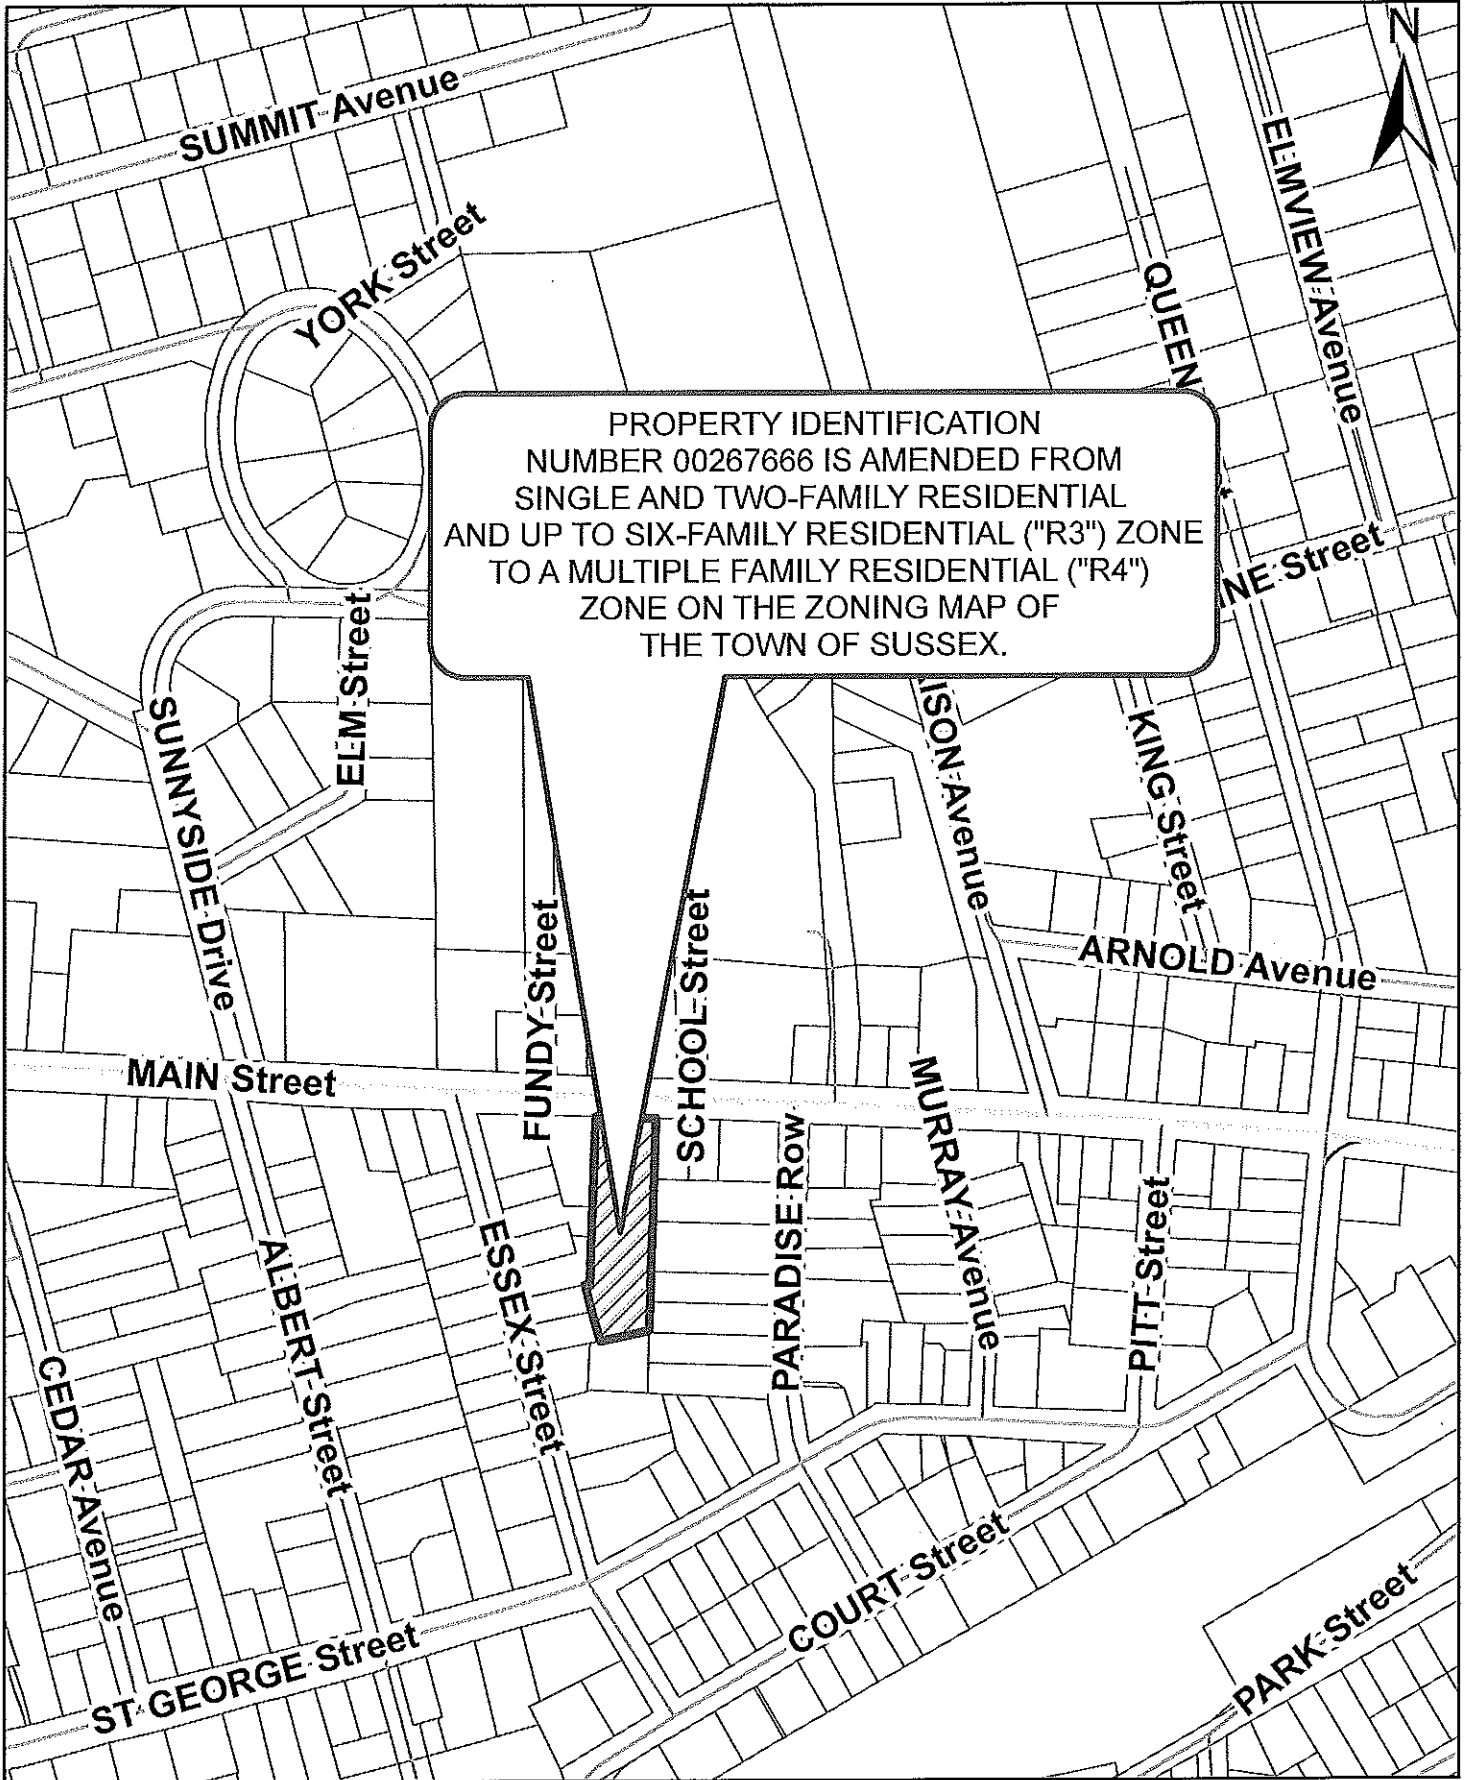 N
SUMMIT Avenue
ELMVIEW Avenue
YORK Street
QUEEN
PROPERTY IDENTIFICATION
NUMBER 00267666 IS AMENDED FROM
SINGLE AND TWO-FAMILY RESIDENTIAL
AND UP TO SIX-FAMILY RESIDENTIAL ("R3") ZONE
TO A MULTIPLE FAMILY RESIDENTIAL ("R4")
ZONE ON THE ZONING MAP OF
THE TOWN OF SUSSEX.
INE Street
ELM Street
SUNNYSIDE Drive
ISON Avenue
KING Street
FUNDY Street
SCHOOL Street
ARNOLD Avenue
MAIN Street
MURRAY Avenue
PARADISE Row
PITT Street
ESSEX Street
ALBERT Street
CEDAR Avenue
COURT Street
ST GEORGE Street
PARK Street